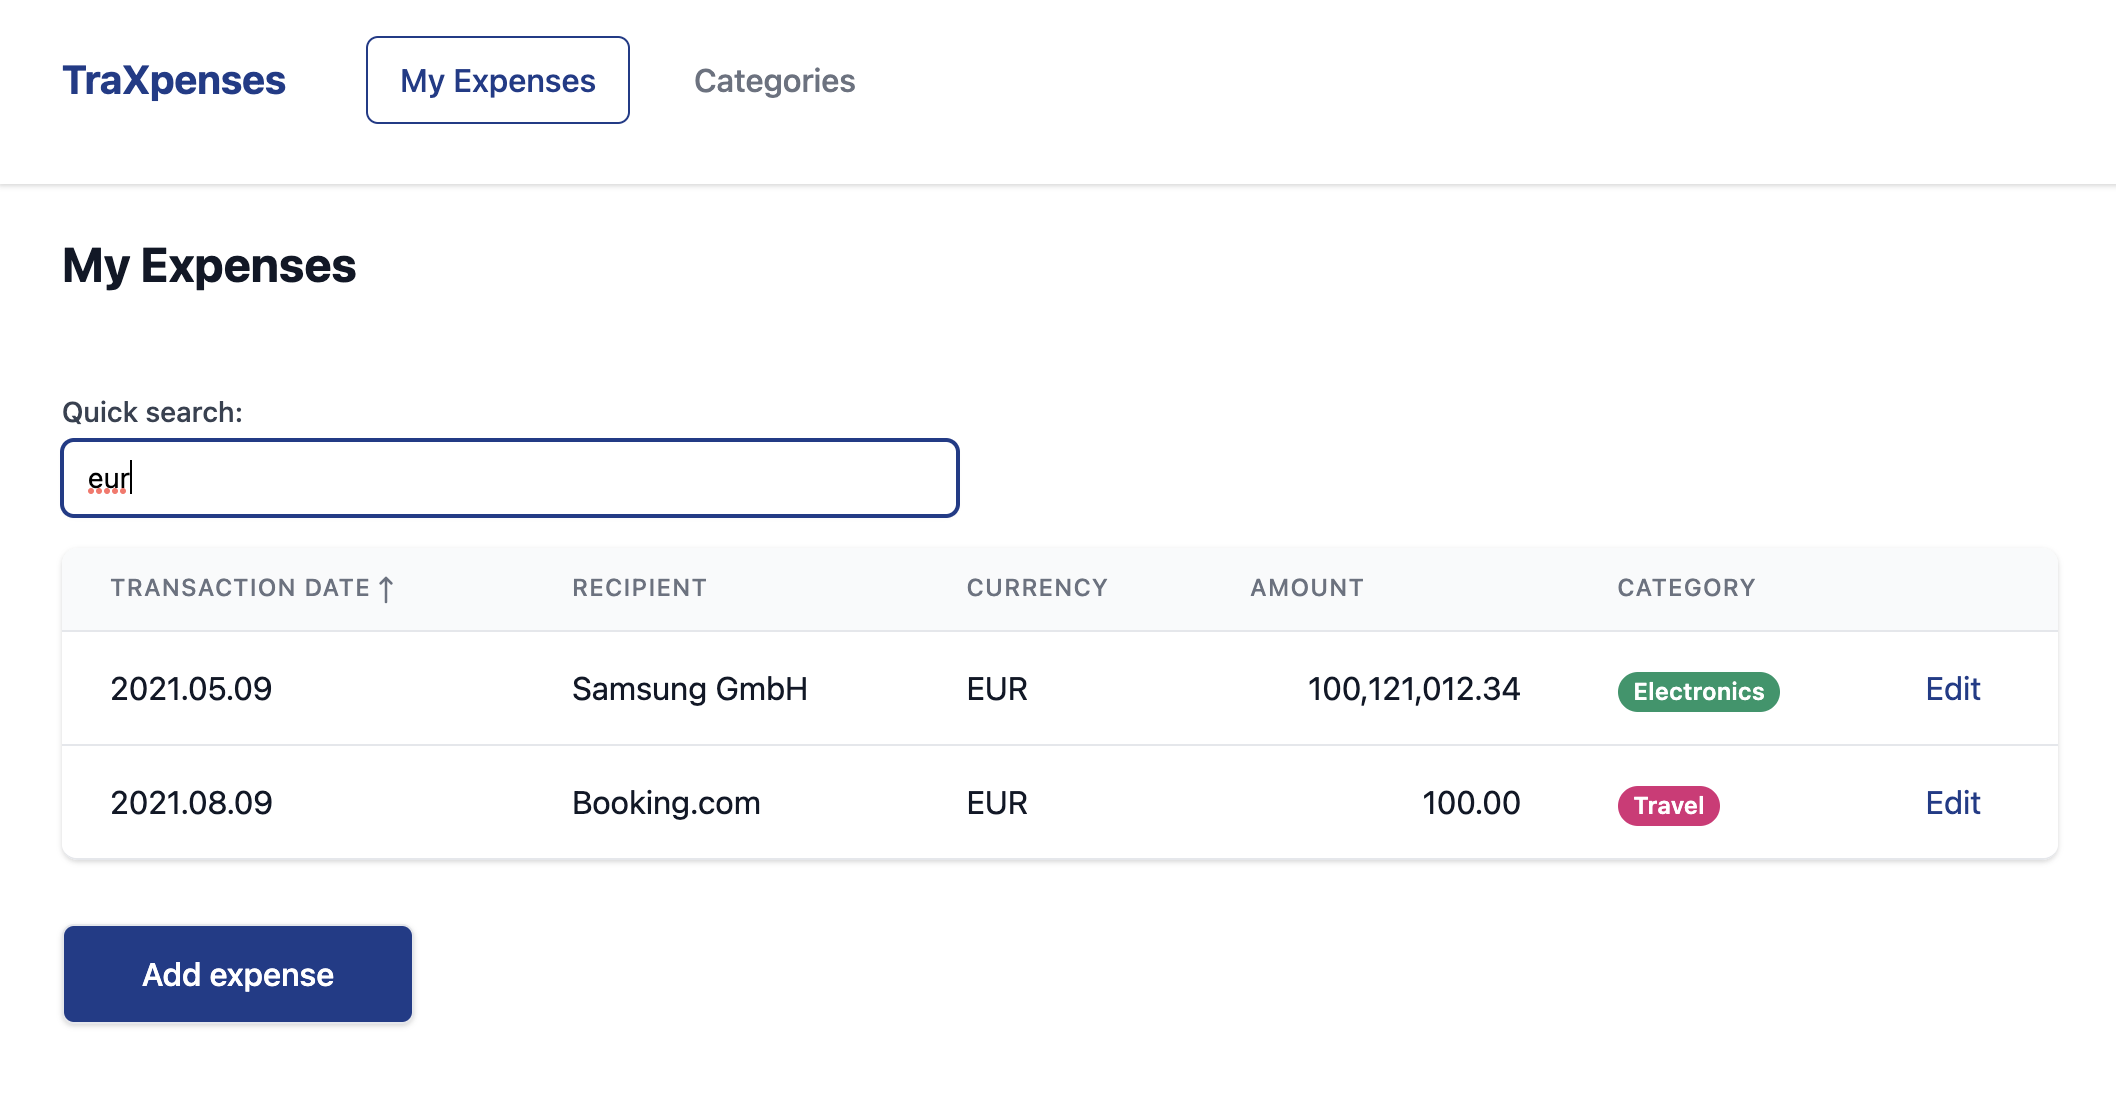 TraXpenses My Expenses Categories
My Expenses
Quick search:
eur
TRANSACTION DATE ↑ RECIPIENT CURRENCY AMOUNT CATEGORY
2021.05.09 Samsung GmbH EUR 100,121,012.34 Electronics Edit
2021.08.09 Booking.com EUR 100.00 Travel Edit
Add expense